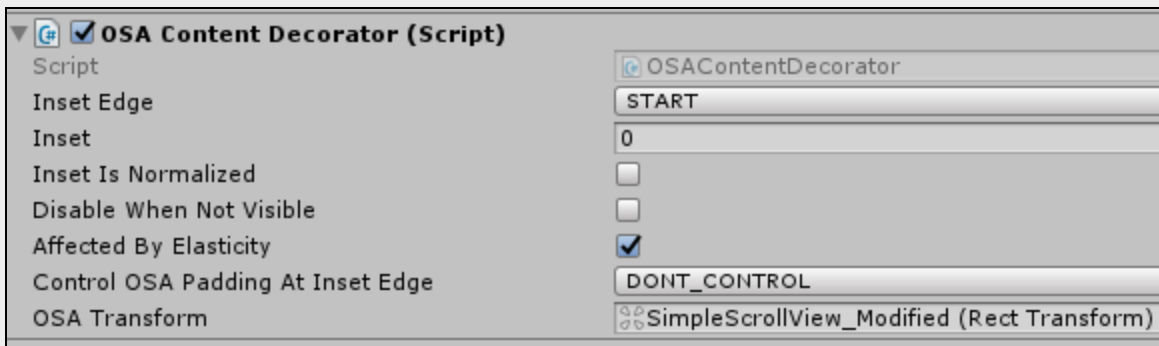 OSA Content Decorator (Script)
Script OSAContentDecorator
Inset Edge START
Inset 0
Inset Is Normalized
Disable When Not Visible
Affected By Elasticity
Control OSA Padding At Inset Edge DONT_CONTROL
OSA Transform SimpleScrollView_Modified (Rect Transform)